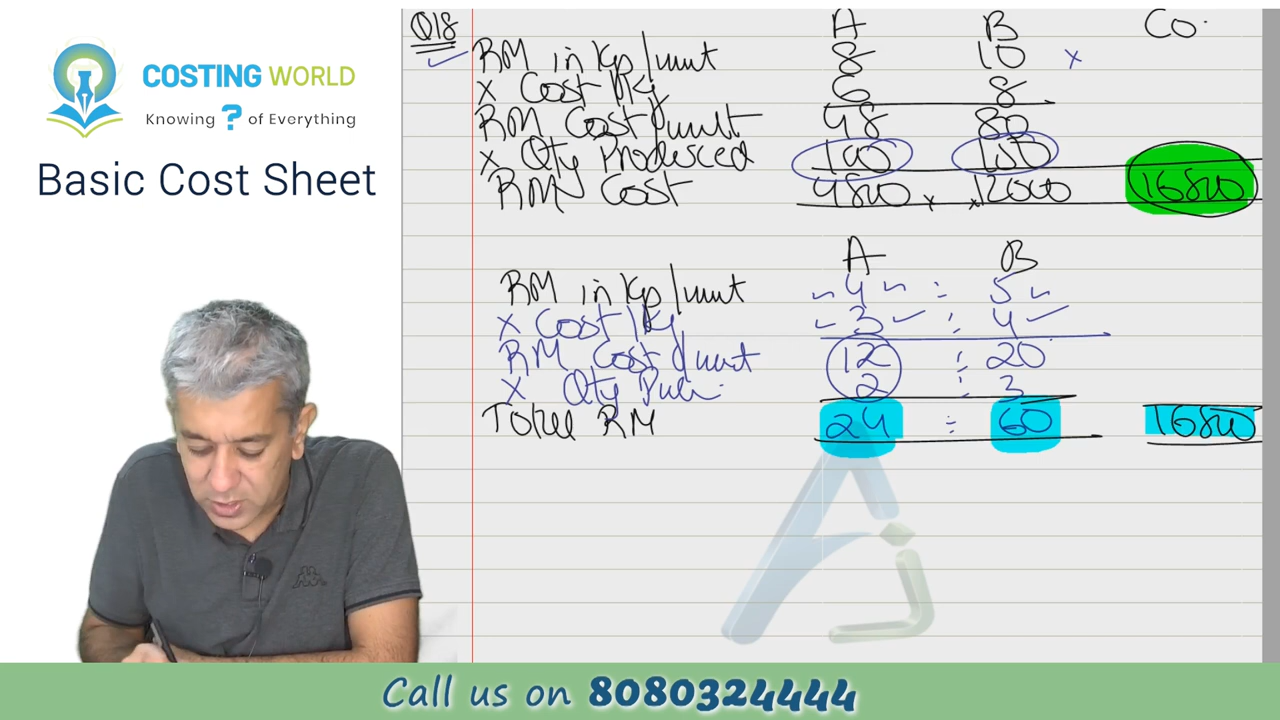 COSTING WORLD
Knowing ? of Everything
Basic Cost Sheet
Q18
A B Co.
RM in Kg/unit 8 10 x
x Cost/Kg 6 8
RM Cost/unit 48 80
x Qty Produced 100 150
RM Cost 4800 x x 12000 16800
A B
RM in Kg/unit 4 : 5
x Cost/Kg 3 : 4
RM Cost/unit 12 : 20
x Qty 2 : 3
Total RM 24 : 60 16800
Call us on 8080324444